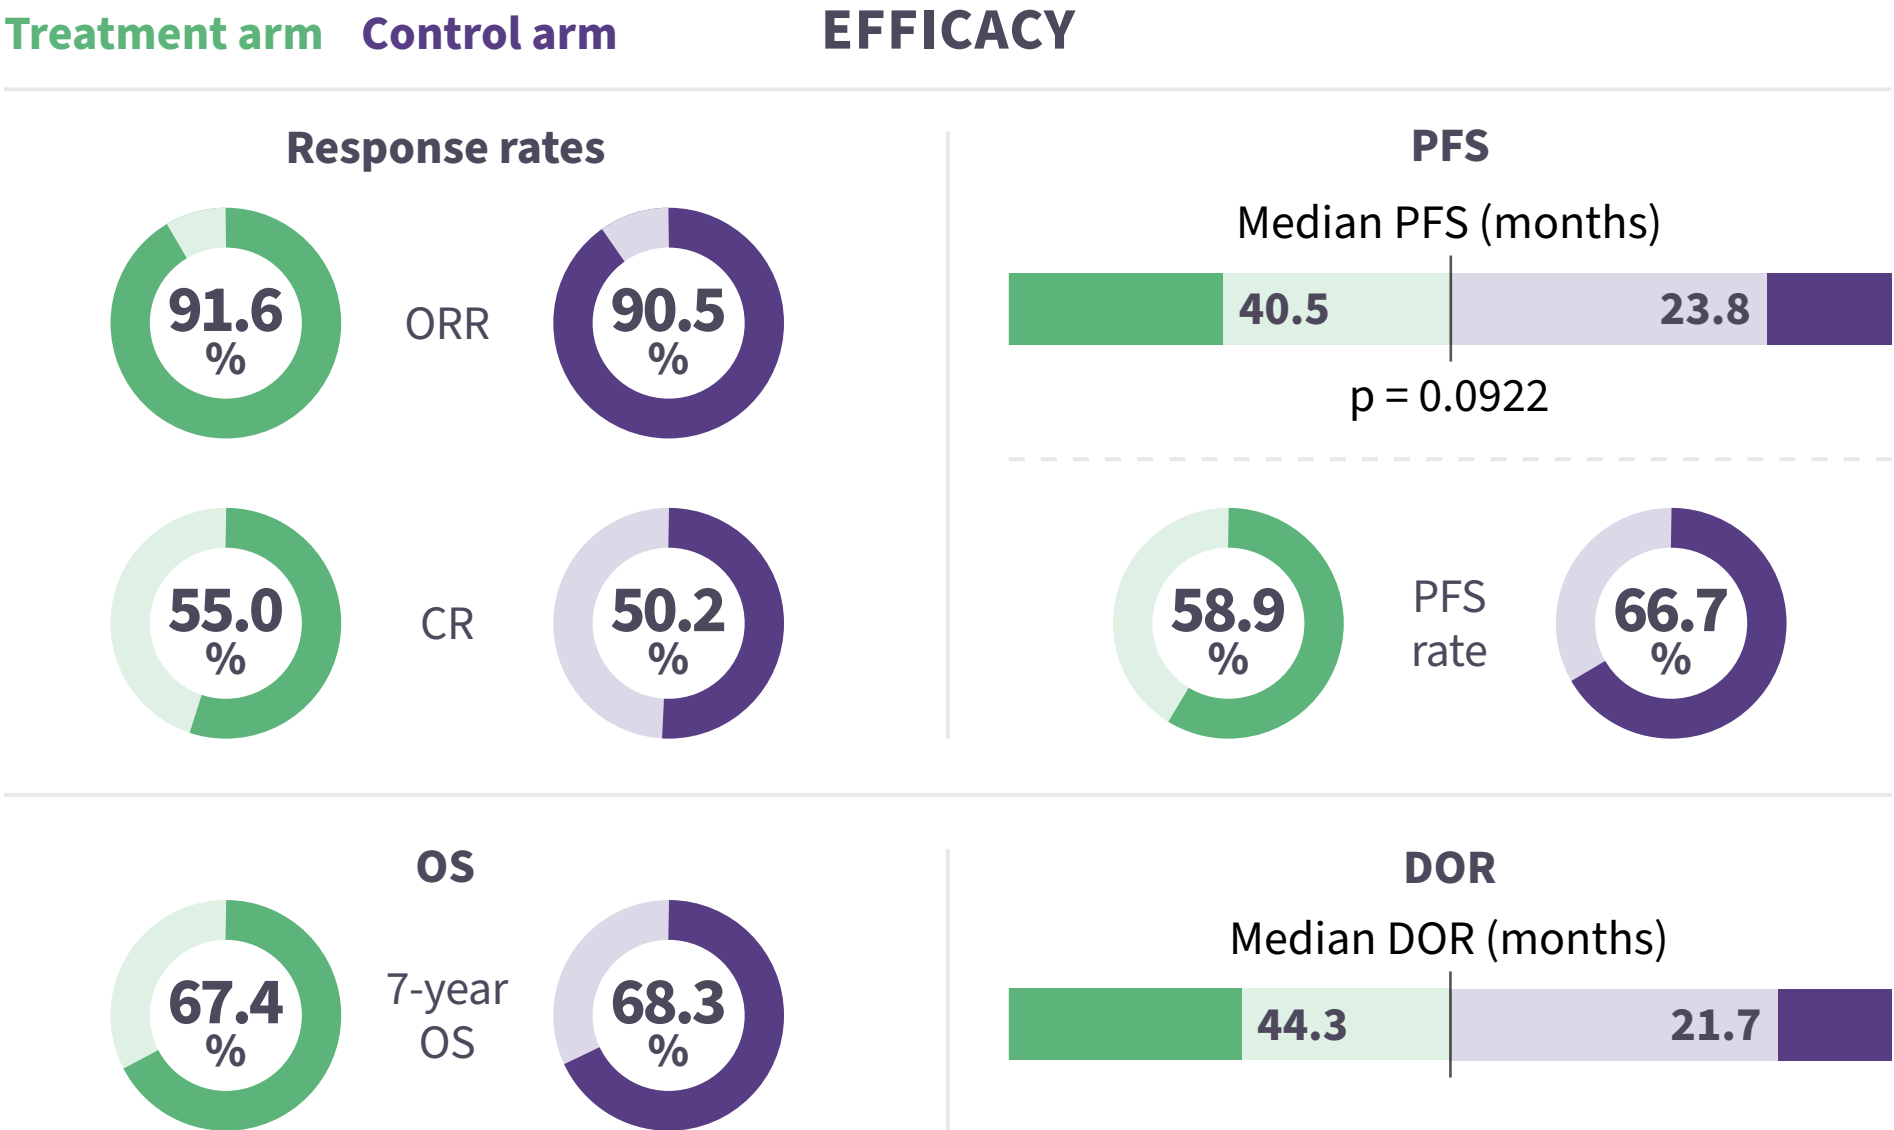 Treatment arm Control arm EFFICACY
Response rates
91.6
%
ORR
90.5
%
55.0
%
CR
50.2
%
PFS
Median PFS (months)
40.5 23.8
p = 0.0922
58.9
%
PFS
rate
66.7
%
OS
67.4
%
7-year
OS
68.3
%
DOR
Median DOR (months)
44.3 21.7